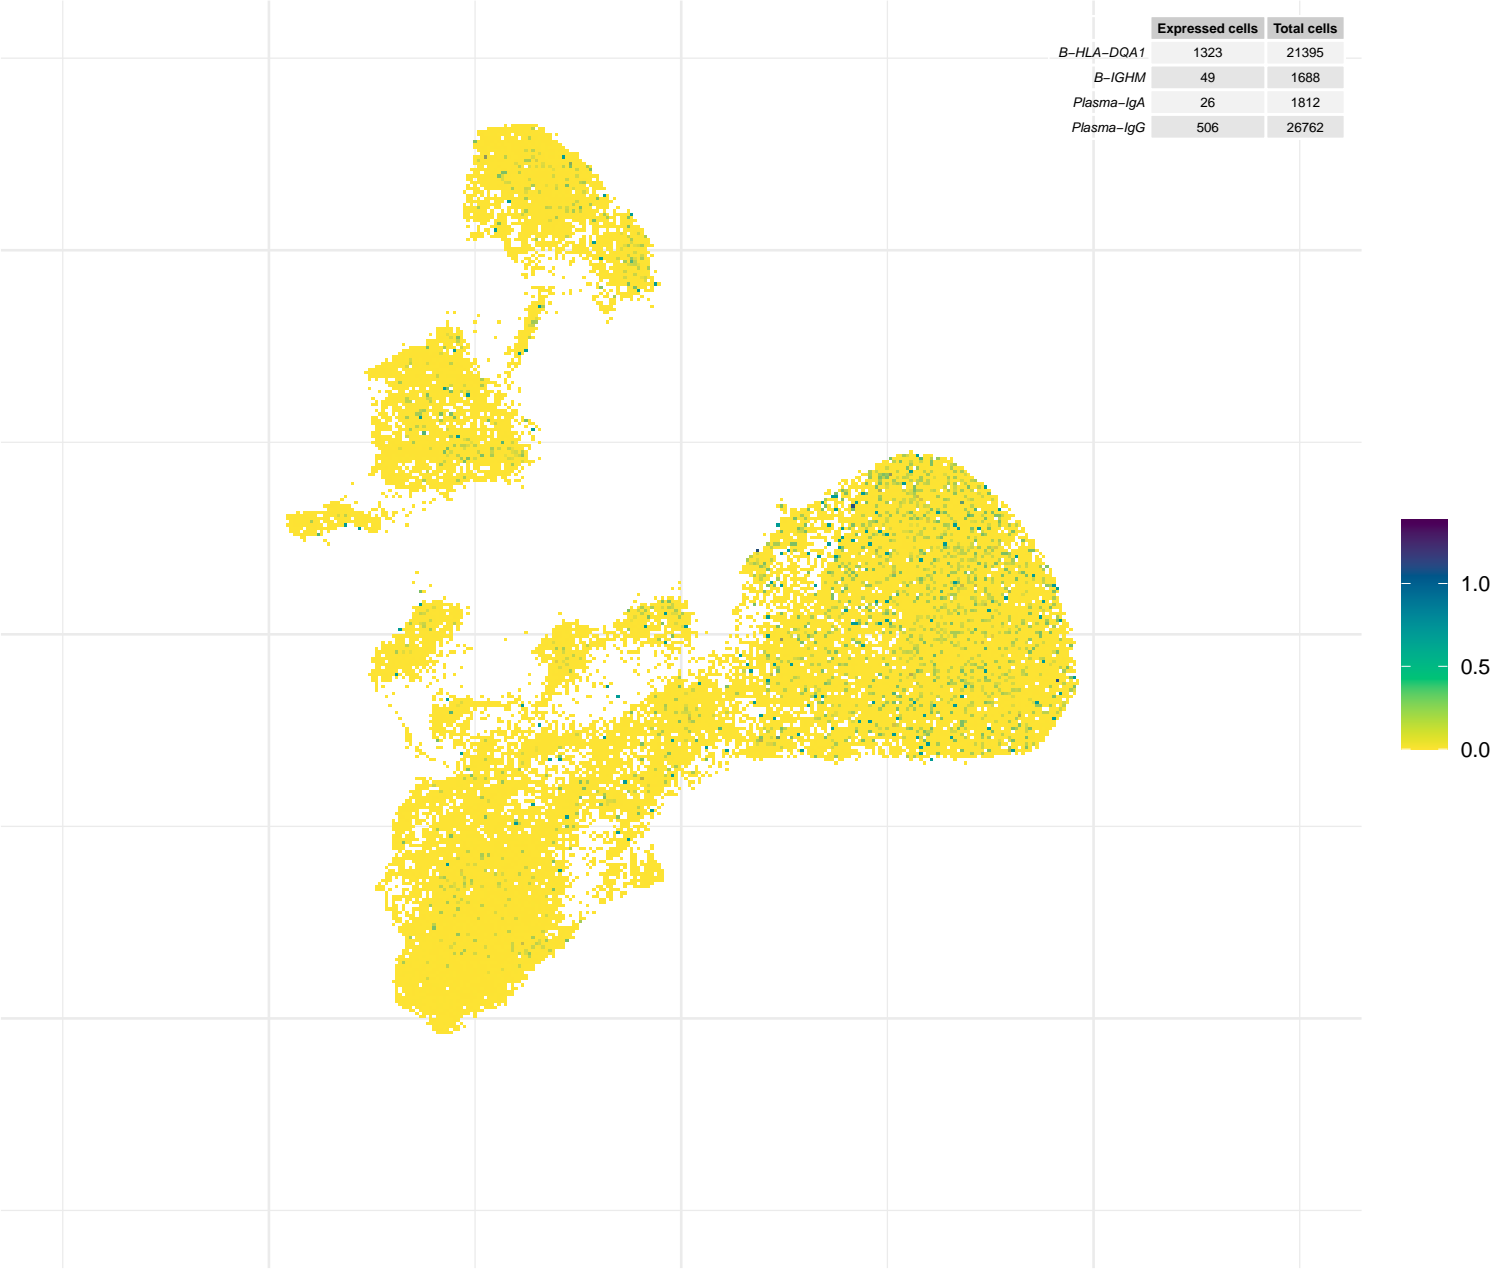 Expressed cells Total cells
B−HLA−DQA1 1323 21395
B−IGHM 49 1688
Plasma−IgA 26 1812
Plasma−IgG 506 26762
1.0
0.5
0.0